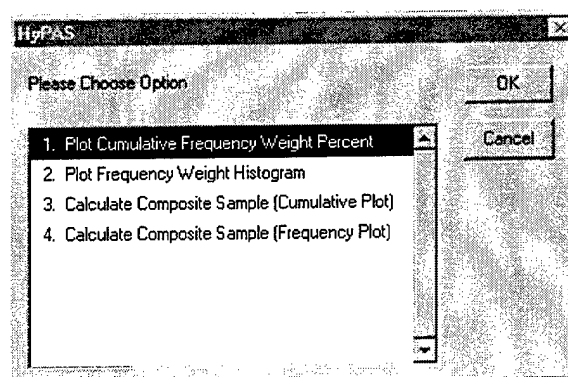 HyPAS
Please Choose Option
OK
Cancel
1. Plot Cumulative Frequency Weight Percent
2. Plot Frequency Weight Histogram
3. Calculate Composite Sample (Cumulative Plot)
4. Calculate Composite Sample (Frequency Plot)